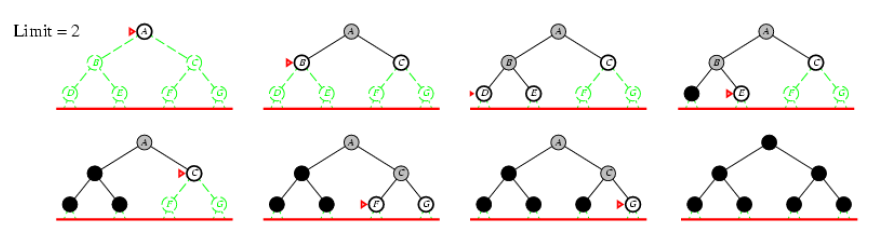 Limit = 2 A A A A
B C B C B C B C
D E F G D E F G D E F G E F G
A A A
C C C
F G F G G